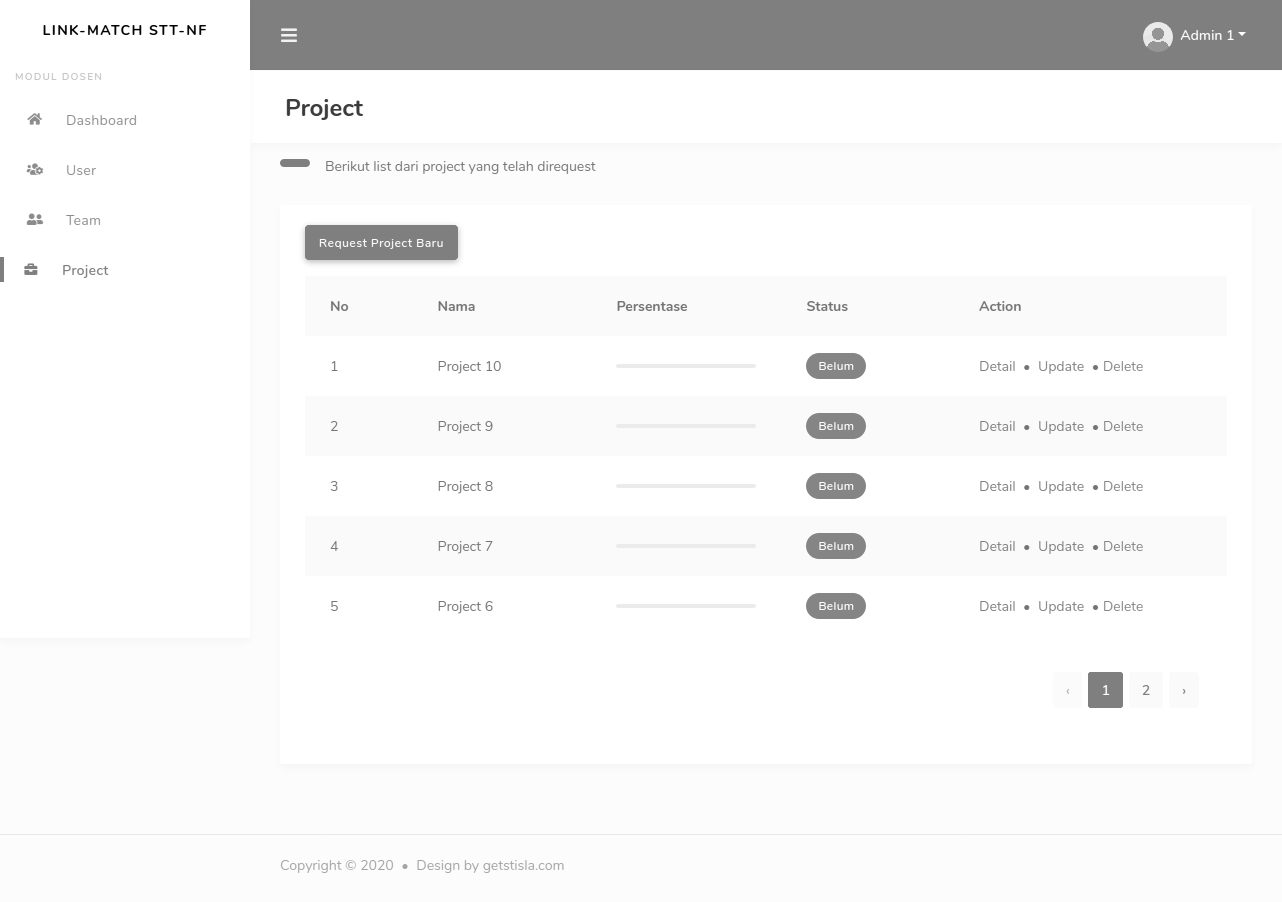 LINK-MATCH STT-NF
Admin 1
MODUL DOSEN
Dashboard
User
Team
Project
Project
Berikut list dari project yang telah direquest
Request Project Baru
No Nama Persentase Status Action
1 Project 10 Belum Detail • Update • Delete
2 Project 9 Belum Detail • Update • Delete
3 Project 8 Belum Detail • Update • Delete
4 Project 7 Belum Detail • Update • Delete
5 Project 6 Belum Detail • Update • Delete
‹ 1 2 ›
Copyright © 2020 • Design by getstisla.com